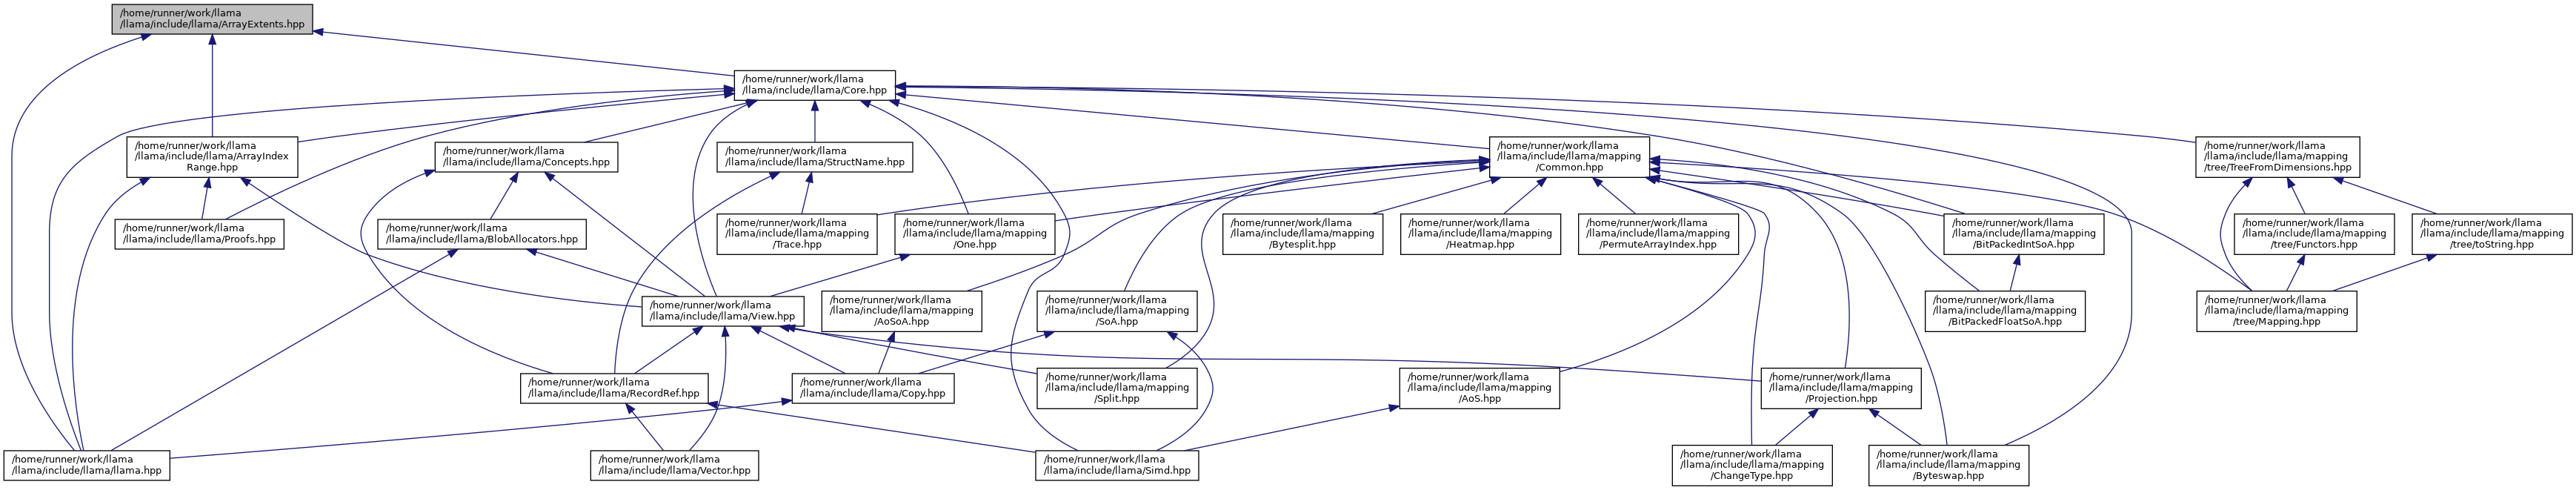 /home/runner/work/llama
/llama/include/llama/ArrayExtents.hpp
/home/runner/work/llama
/llama/include/llama/Core.hpp
/home/runner/work/llama
/llama/include/llama/ArrayIndex
Range.hpp
/home/runner/work/llama
/llama/include/llama/Concepts.hpp
/home/runner/work/llama
/llama/include/llama/StructName.hpp
/home/runner/work/llama
/llama/include/llama/mapping
/Common.hpp
/home/runner/work/llama
/llama/include/llama/mapping
/tree/TreeFromDimensions.hpp
/home/runner/work/llama
/llama/include/llama/Proofs.hpp
/home/runner/work/llama
/llama/include/llama/BlobAllocators.hpp
/home/runner/work/llama
/llama/include/llama/mapping
/Trace.hpp
/home/runner/work/llama
/llama/include/llama/mapping
/One.hpp
/home/runner/work/llama
/llama/include/llama/mapping
/Bytesplit.hpp
/home/runner/work/llama
/llama/include/llama/mapping
/Heatmap.hpp
/home/runner/work/llama
/llama/include/llama/mapping
/PermuteArrayIndex.hpp
/home/runner/work/llama
/llama/include/llama/mapping
/BitPackedIntSoA.hpp
/home/runner/work/llama
/llama/include/llama/mapping
/tree/Functors.hpp
/home/runner/work/llama
/llama/include/llama/mapping
/tree/toString.hpp
/home/runner/work/llama
/llama/include/llama/View.hpp
/home/runner/work/llama
/llama/include/llama/mapping
/AoSoA.hpp
/home/runner/work/llama
/llama/include/llama/mapping
/SoA.hpp
/home/runner/work/llama
/llama/include/llama/mapping
/BitPackedFloatSoA.hpp
/home/runner/work/llama
/llama/include/llama/mapping
/tree/Mapping.hpp
/home/runner/work/llama
/llama/include/llama/RecordRef.hpp
/home/runner/work/llama
/llama/include/llama/Copy.hpp
/home/runner/work/llama
/llama/include/llama/mapping
/Split.hpp
/home/runner/work/llama
/llama/include/llama/mapping
/AoS.hpp
/home/runner/work/llama
/llama/include/llama/mapping
/Projection.hpp
/home/runner/work/llama
/llama/include/llama/llama.hpp
/home/runner/work/llama
/llama/include/llama/Vector.hpp
/home/runner/work/llama
/llama/include/llama/Simd.hpp
/home/runner/work/llama
/llama/include/llama/mapping
/ChangeType.hpp
/home/runner/work/llama
/llama/include/llama/mapping
/Byteswap.hpp